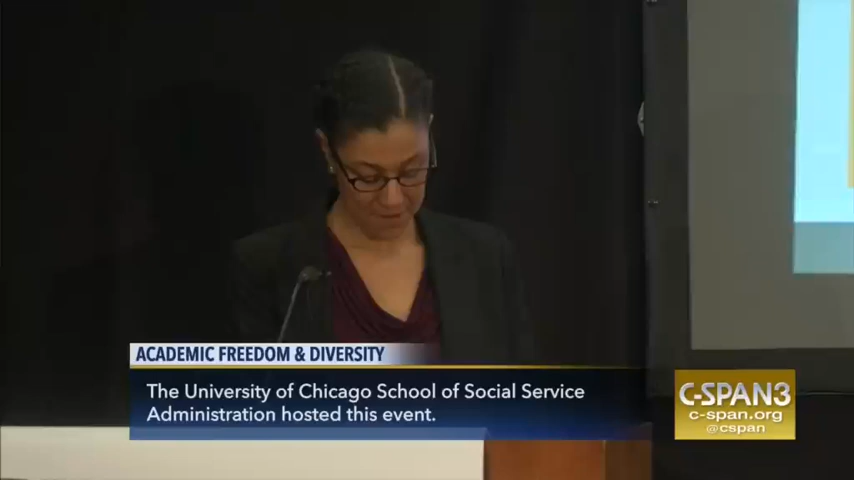 ACADEMIC FREEDOM & DIVERSITY
The University of Chicago School of Social Service
Administration hosted this event.
C-SPAN3
c-span.org
@cspan